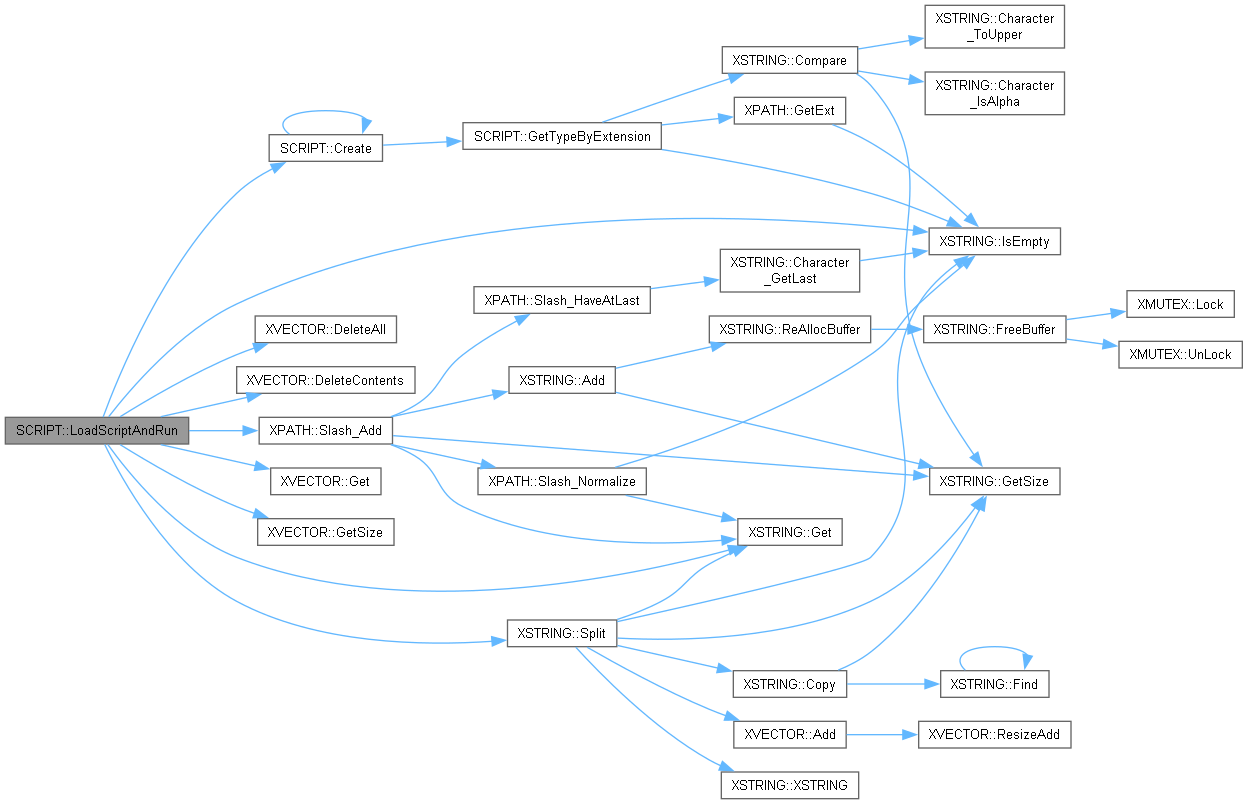 XSTRING::Character
_ToUpper
XSTRING::Compare
XSTRING::Character
_IsAlpha
XPATH::GetExt
SCRIPT::GetTypeByExtension
SCRIPT::Create
XSTRING::IsEmpty
XSTRING::Character
_GetLast
XPATH::Slash_HaveAtLast
XMUTEX::Lock
XVECTOR::DeleteAll
XSTRING::ReAllocBuffer
XSTRING::FreeBuffer
XMUTEX::UnLock
XVECTOR::DeleteContents
XSTRING::Add
SCRIPT::LoadScriptAndRun
XPATH::Slash_Add
XVECTOR::Get
XPATH::Slash_Normalize
XSTRING::GetSize
XVECTOR::GetSize
XSTRING::Get
XSTRING::Split
XSTRING::Copy
XSTRING::Find
XVECTOR::Add
XVECTOR::ResizeAdd
XSTRING::XSTRING